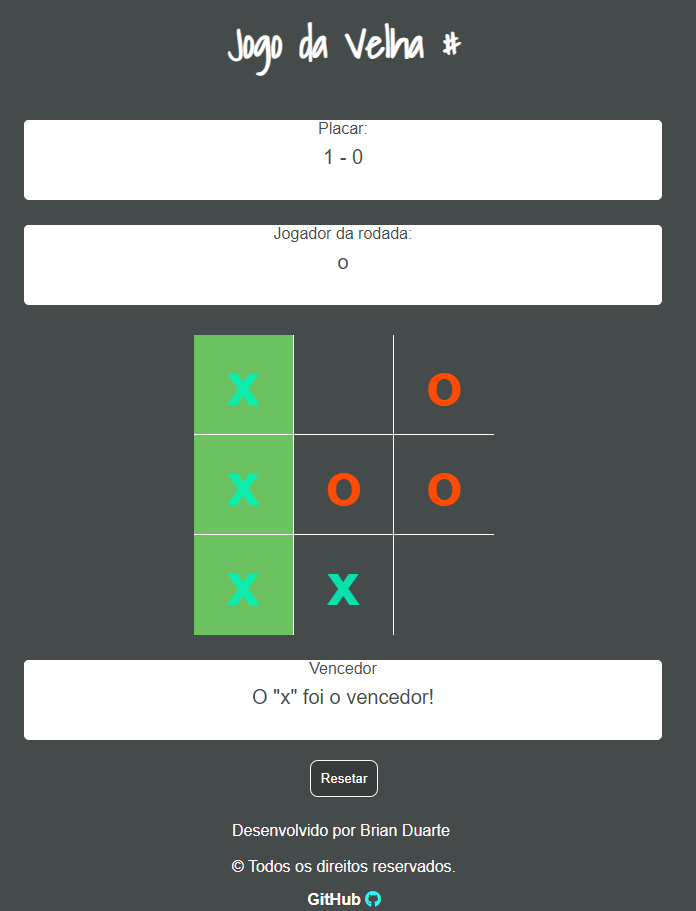 Jogo da Velha #
Placar:
1 - 0
Jogador da rodada:
o
x o
x o o
x x
Vencedor
O "x" foi o vencedor!
Resetar
Desenvolvido por Brian Duarte
© Todos os direitos reservados.
GitHub